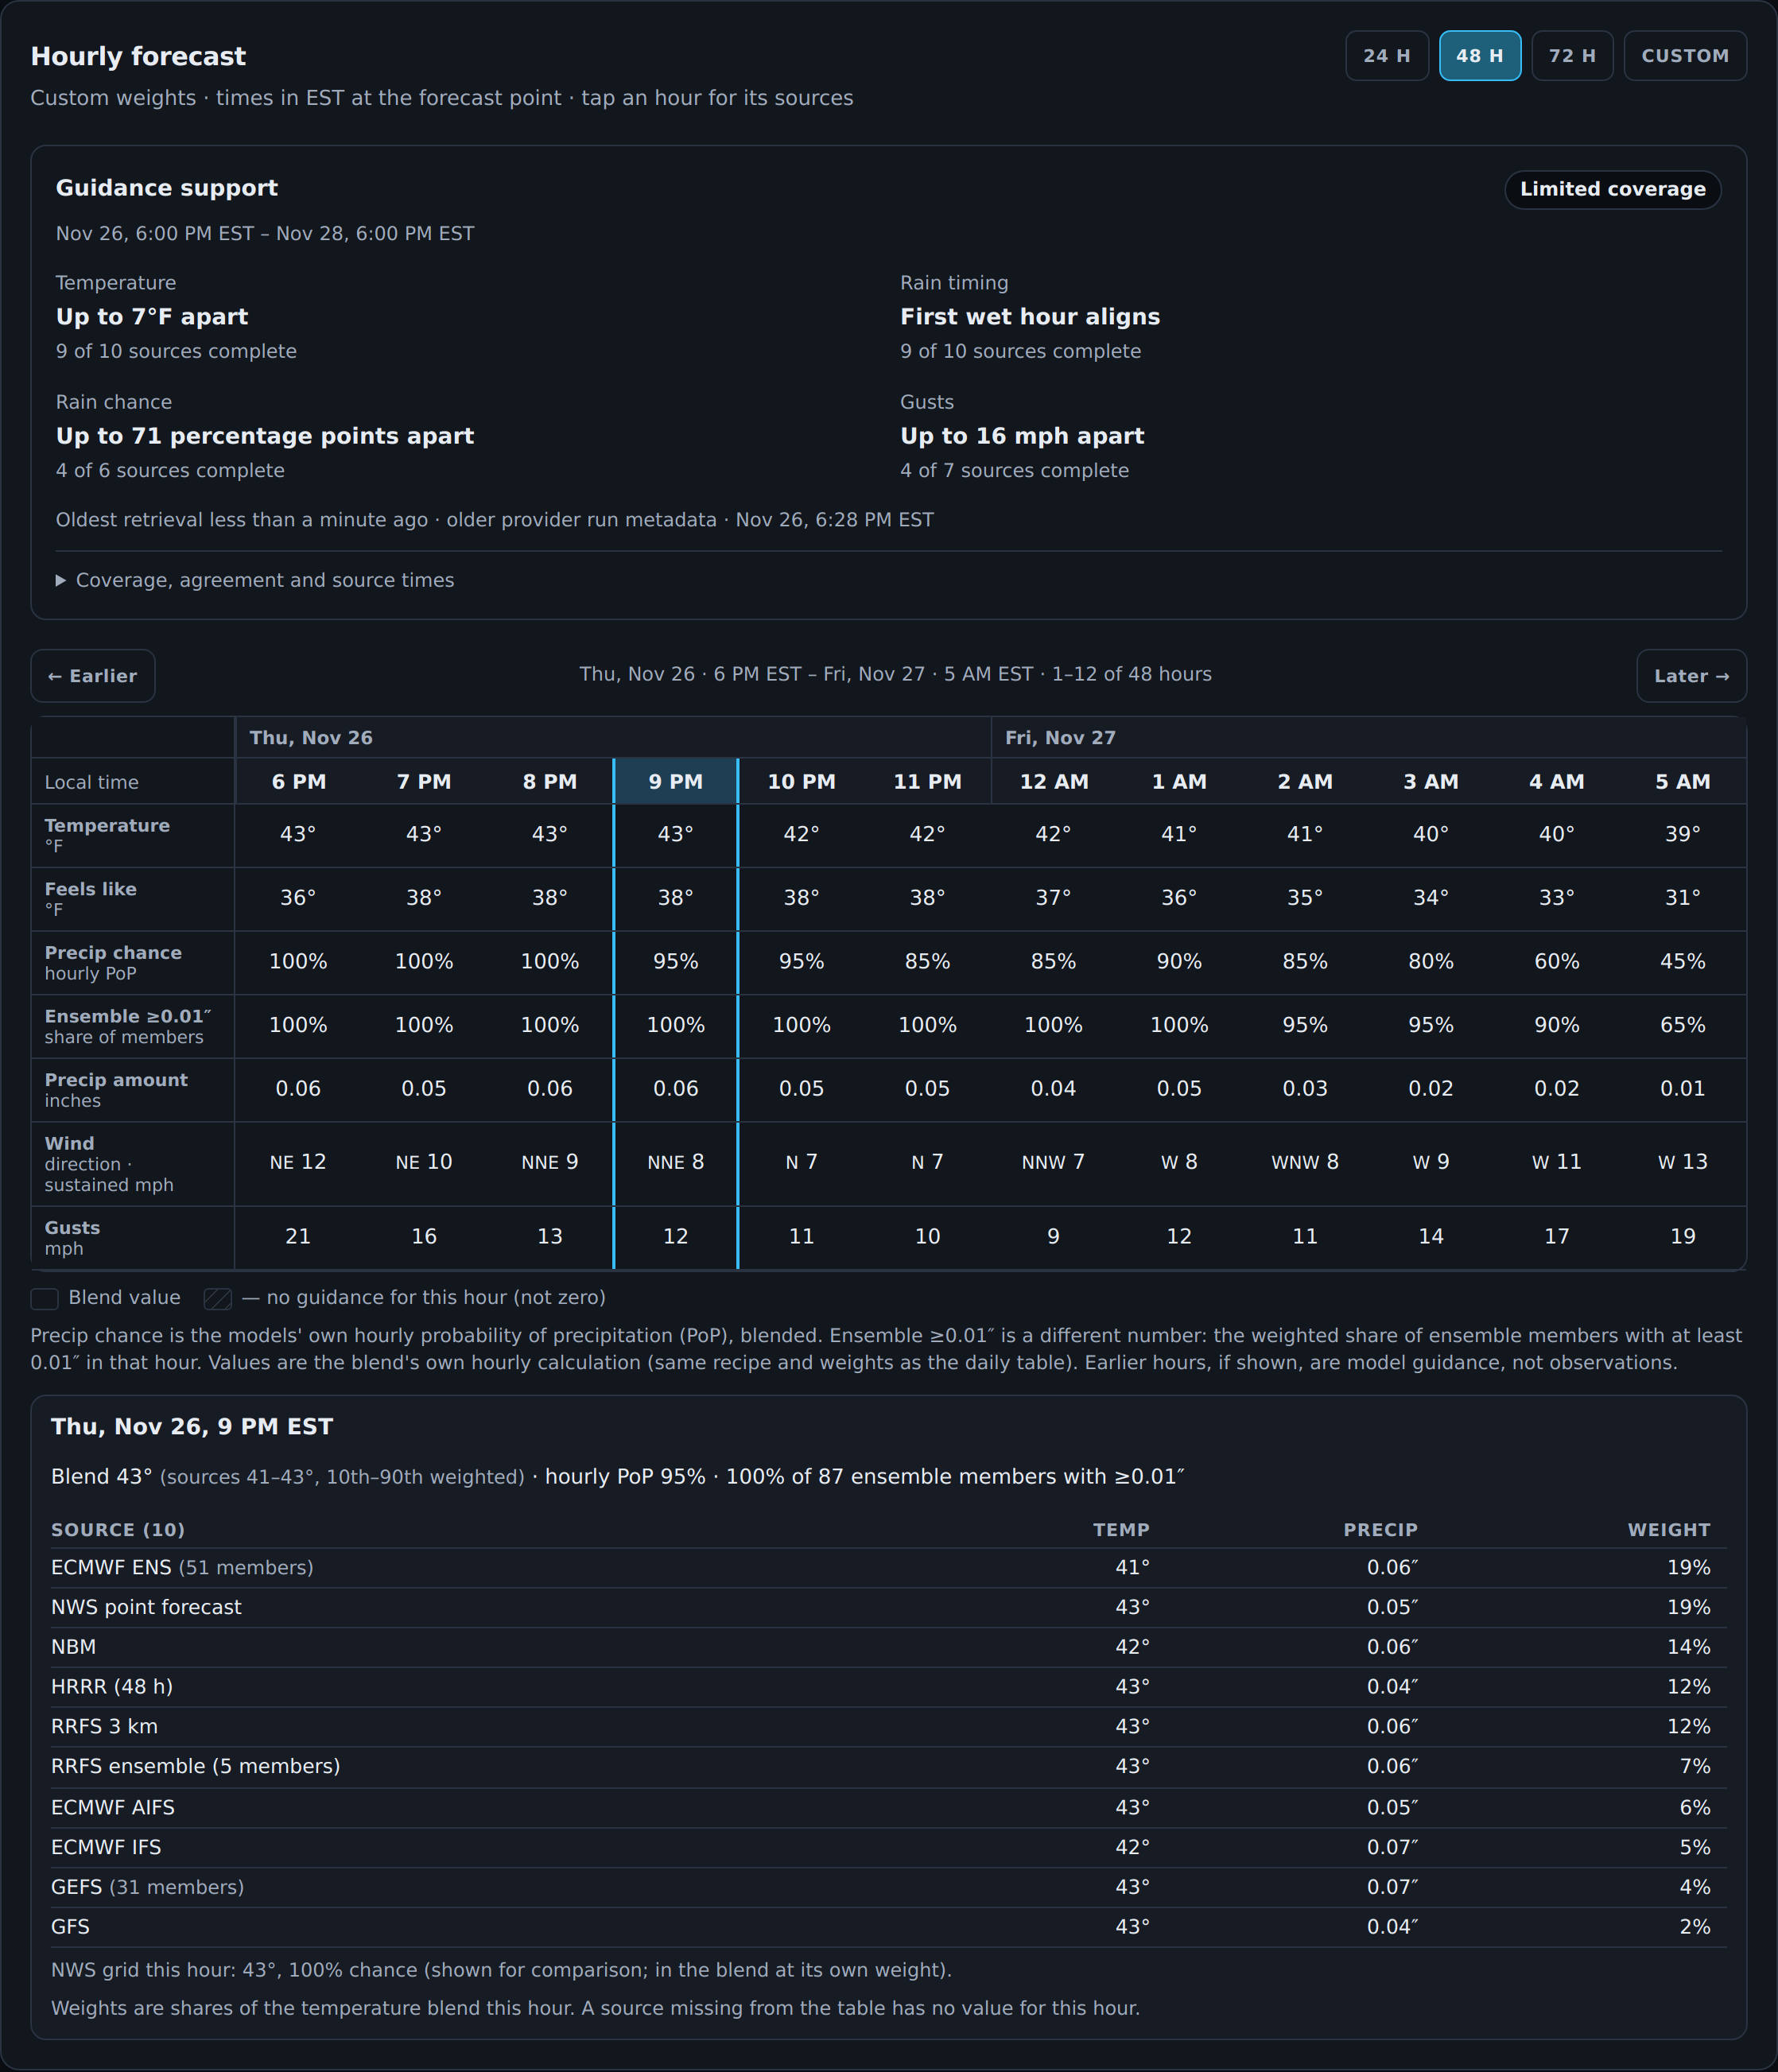 Hourly forecast
24 H 48 H 72 H CUSTOM
Custom weights · times in EST at the forecast point · tap an hour for its sources
Guidance support
Limited coverage
Nov 26, 6:00 PM EST – Nov 28, 6:00 PM EST
Temperature
Up to 7°F apart
9 of 10 sources complete
Rain timing
First wet hour aligns
9 of 10 sources complete
Rain chance
Up to 71 percentage points apart
4 of 6 sources complete
Gusts
Up to 16 mph apart
4 of 7 sources complete
Oldest retrieval less than a minute ago · older provider run metadata · Nov 26, 6:28 PM EST
▶ Coverage, agreement and source times
← Earlier
Thu, Nov 26 · 6 PM EST – Fri, Nov 27 · 5 AM EST · 1–12 of 48 hours
Later →
Thu, Nov 26 Fri, Nov 27
Local time 6 PM 7 PM 8 PM 9 PM 10 PM 11 PM 12 AM 1 AM 2 AM 3 AM 4 AM 5 AM
Temperature
°F
43° 43° 43° 43° 42° 42° 42° 41° 41° 40° 40° 39°
Feels like
°F
36° 38° 38° 38° 38° 38° 37° 36° 35° 34° 33° 31°
Precip chance
hourly PoP
100% 100% 100% 95% 95% 85% 85% 90% 85% 80% 60% 45%
Ensemble ≥0.01″
share of members
100% 100% 100% 100% 100% 100% 100% 100% 95% 95% 90% 65%
Precip amount
inches
0.06 0.05 0.06 0.06 0.05 0.05 0.04 0.05 0.03 0.02 0.02 0.01
Wind
direction ·
sustained mph
NE 12 NE 10 NNE 9 NNE 8 N 7 N 7 NNW 7 W 8 WNW 8 W 9 W 11 W 13
Gusts
mph
21 16 13 12 11 10 9 12 11 14 17 19
Blend value — no guidance for this hour (not zero)
Precip chance is the models' own hourly probability of precipitation (PoP), blended. Ensemble ≥0.01″ is a different number: the weighted share of ensemble members with at least
0.01″ in that hour. Values are the blend's own hourly calculation (same recipe and weights as the daily table). Earlier hours, if shown, are model guidance, not observations.
Thu, Nov 26, 9 PM EST
Blend 43° (sources 41–43°, 10th–90th weighted) · hourly PoP 95% · 100% of 87 ensemble members with ≥0.01″
SOURCE (10) TEMP PRECIP WEIGHT
ECMWF ENS (51 members) 41° 0.06″ 19%
NWS point forecast 43° 0.05″ 19%
NBM 42° 0.06″ 14%
HRRR (48 h) 43° 0.04″ 12%
RRFS 3 km 43° 0.06″ 12%
RRFS ensemble (5 members) 43° 0.06″ 7%
ECMWF AIFS 43° 0.05″ 6%
ECMWF IFS 42° 0.07″ 5%
GEFS (31 members) 43° 0.07″ 4%
GFS 43° 0.04″ 2%
NWS grid this hour: 43°, 100% chance (shown for comparison; in the blend at its own weight).
Weights are shares of the temperature blend this hour. A source missing from the table has no value for this hour.